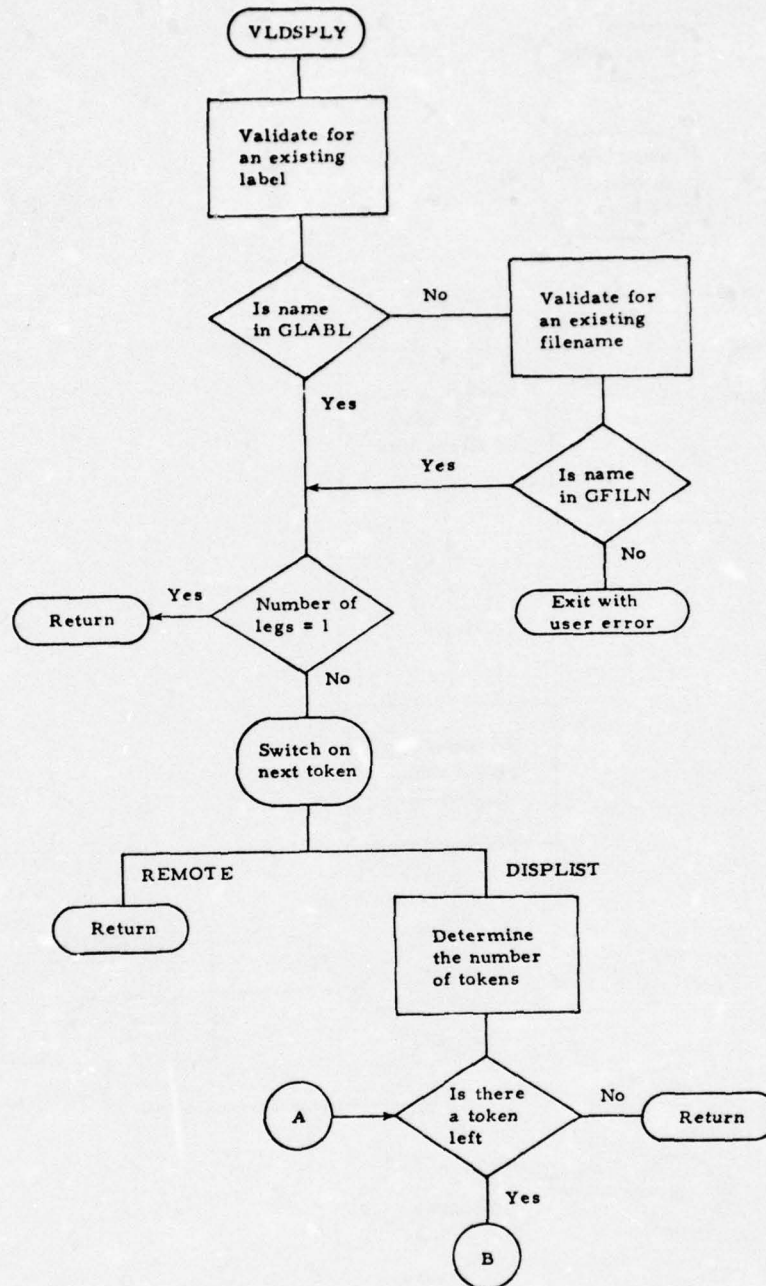 VLDSPLY
Validate for
an existing
label
Is name
in GLABL
No
Validate for
an existing
filename
Yes
Yes
Is name
in GFILN
No
Exit with
user error
Return
Yes
Number of
legs = 1
No
Switch on
next token
REMOTE
DISPLIST
Return
Determine
the number
of tokens
A
Is there
a token
left
No
Return
Yes
B